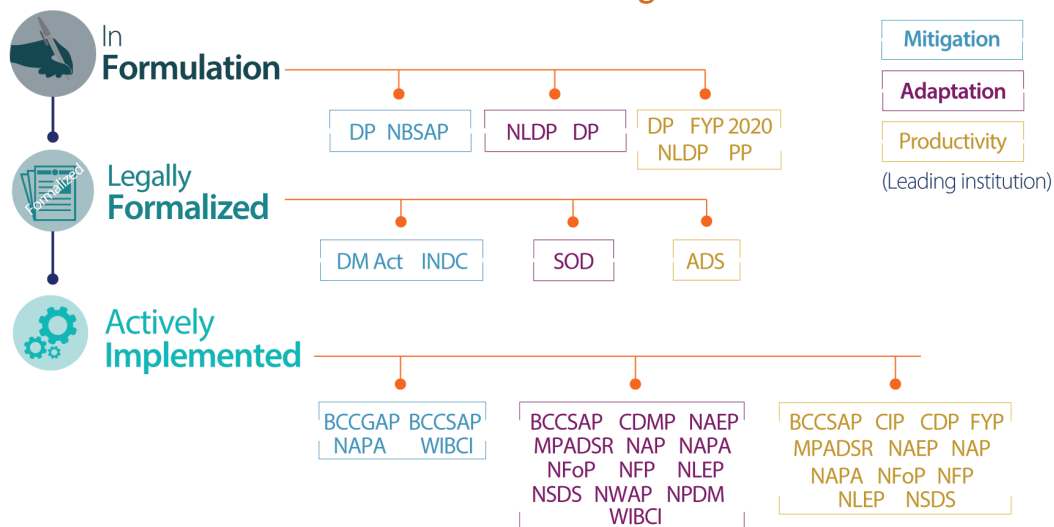 In
Formulation
DP NBSAP
NLDP DP
DP FYP 2020
NLDP PP
Mitigation
Adaptation
Productivity
(Leading institution)
Formalized
Legally
Formalized
DM Act INDC
SOD
ADS
Actively
Implemented
BCCGAP BCCSAP
NAPA WIBCI
BCCSAP CDMP NAEP
MPADSR NAP NAPA
NFoP NFP NLEP
NSDS NWAP NPDM
WIBCI
BCCSAP CIP CDP FYP
MPADSR NAEP NAP
NAPA NFoP NFP
NLEP NSDS